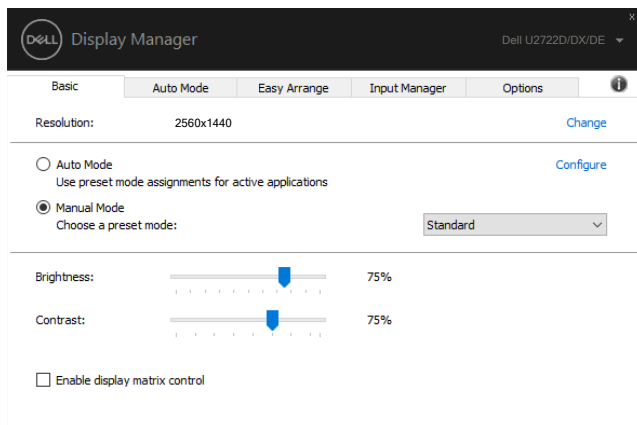 x
DELL Display Manager
Dell U2722D/DX/DE
Basic Auto Mode Easy Arrange Input Manager Options i
Resolution: 2560x1440 Change
Auto Mode Configure
Use preset mode assignments for active applications
Manual Mode
Choose a preset mode: Standard
Brightness: 75%
Contrast: 75%
Enable display matrix control